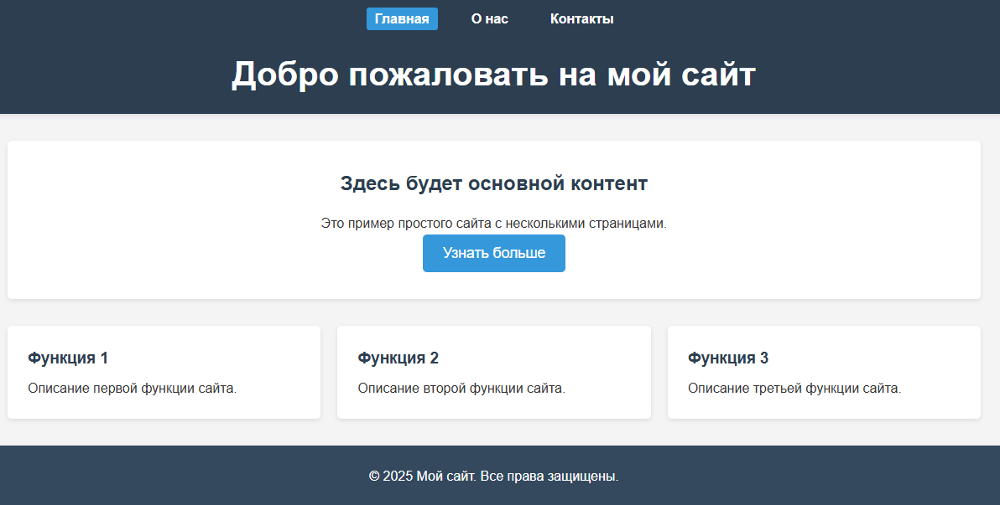 Главная О нас Контакты
Добро пожаловать на мой сайт
Здесь будет основной контент
Это пример простого сайта с несколькими страницами.
Узнать больше
Функция 1
Описание первой функции сайта.
Функция 2
Описание второй функции сайта.
Функция 3
Описание третьей функции сайта.
© 2025 Мой сайт. Все права защищены.